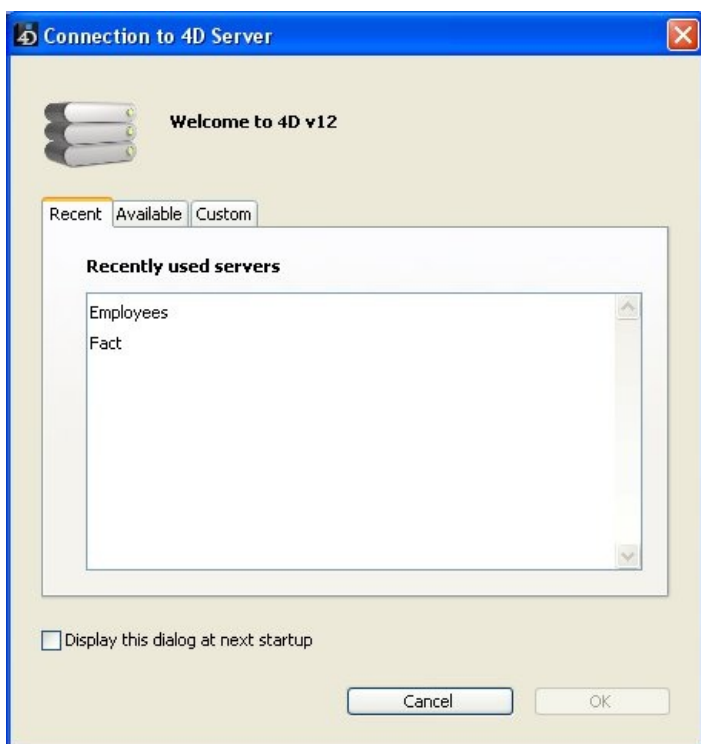 4D Connection to 4D Server
Welcome to 4D v12
Recent Available Custom
Recently used servers
Employees
Fact
Display this dialog at next startup
Cancel OK